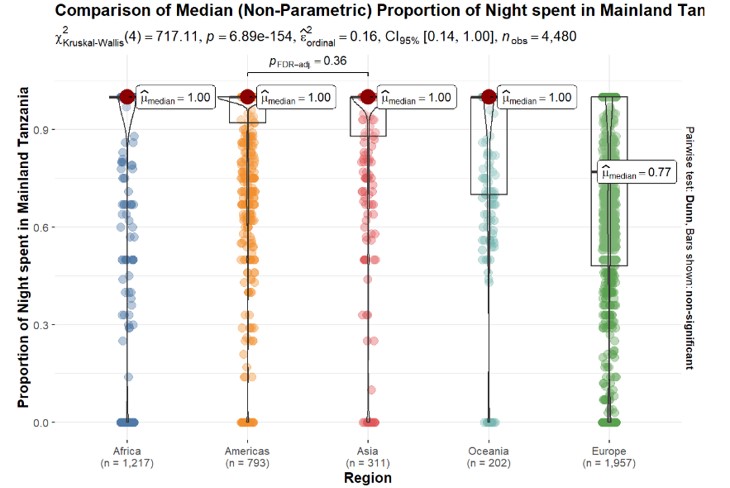 Comparison of Median (Non-Parametric) Proportion of Night spent in Mainland Tan
χ²Kruskal-Wallis(4) = 717.11, p = 6.89e-154, ε̂²ordinal = 0.16, CI95% [0.14, 1.00], nobs = 4,480
pFDR-adj = 0.36
μ̂median = 1.00
μ̂median = 1.00
μ̂median = 1.00
μ̂median = 1.00
μ̂median = 0.77
Proportion of Night spent in Mainland Tanzania
0.9
0.6
0.3
0.0
Pairwise test: Dunn, Bars shown: non-significant
Africa
(n = 1,217)
Americas
(n = 793)
Asia
(n = 311)
Oceania
(n = 202)
Europe
(n = 1,957)
Region